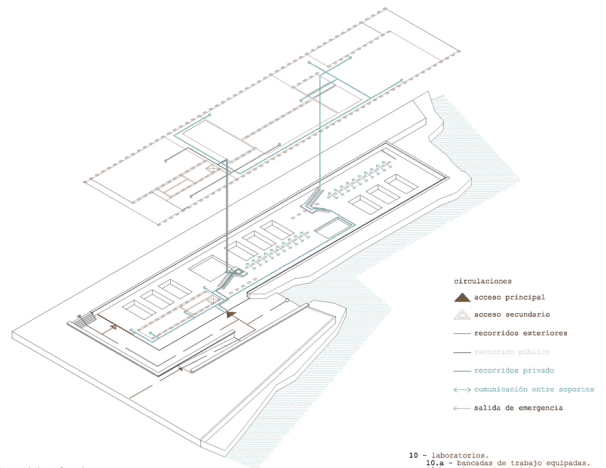 circulaciones
acceso principal
acceso secundario
recorridos exteriores
recorrido público
recorridos privado
comunicación entre soportes
salida de emergencia
10 - laboratorios.
10.a - bancadas de trabajo equipadas.